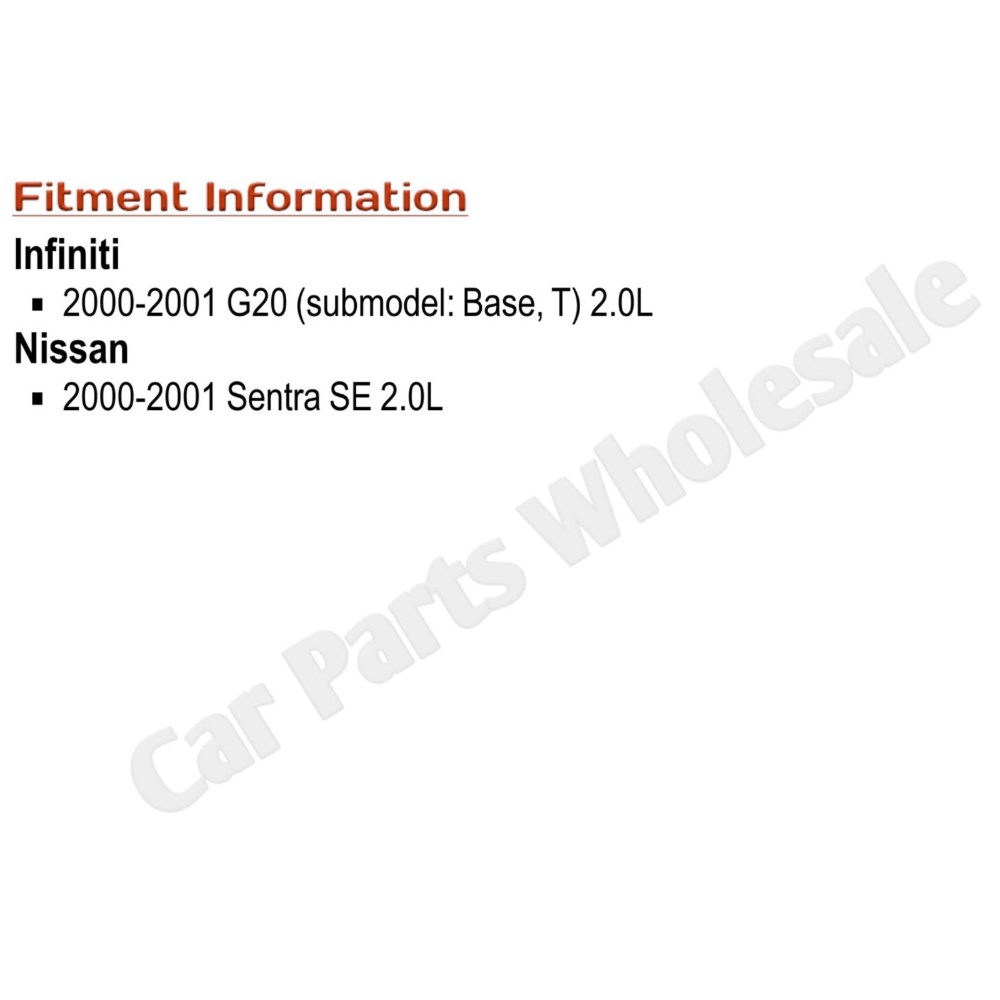 Fitment Information
Infiniti
▪ 2000-2001 G20 (submodel: Base, T) 2.0L
Nissan
▪ 2000-2001 Sentra SE 2.0L
Car Parts Wholesale